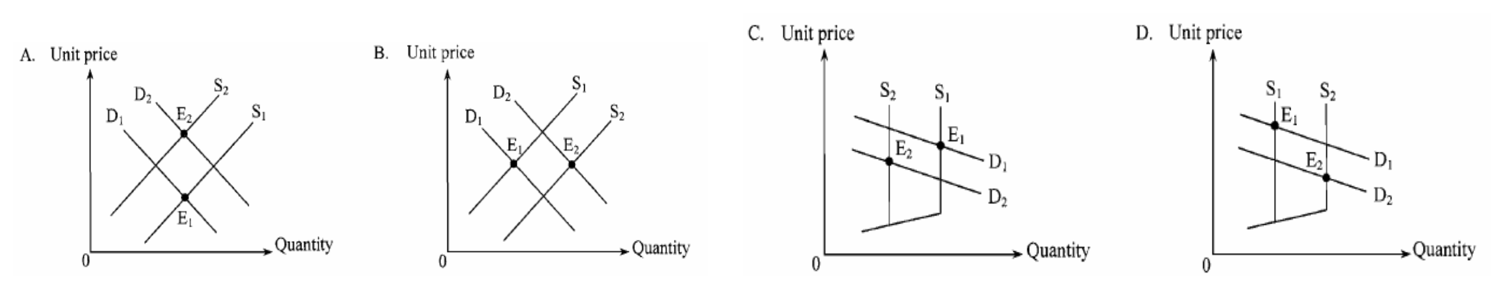 A. Unit price
D₂
S₂
D₁
E₂
S₁
E₁
0
Quantity
B. Unit price
S₁
D₂
D₁
S₂
E₁
E₂
0
Quantity
C. Unit price
S₂
S₁
E₁
E₂
D₁
D₂
0
Quantity
D. Unit price
S₁
S₂
E₁
E₂
D₁
D₂
0
Quantity